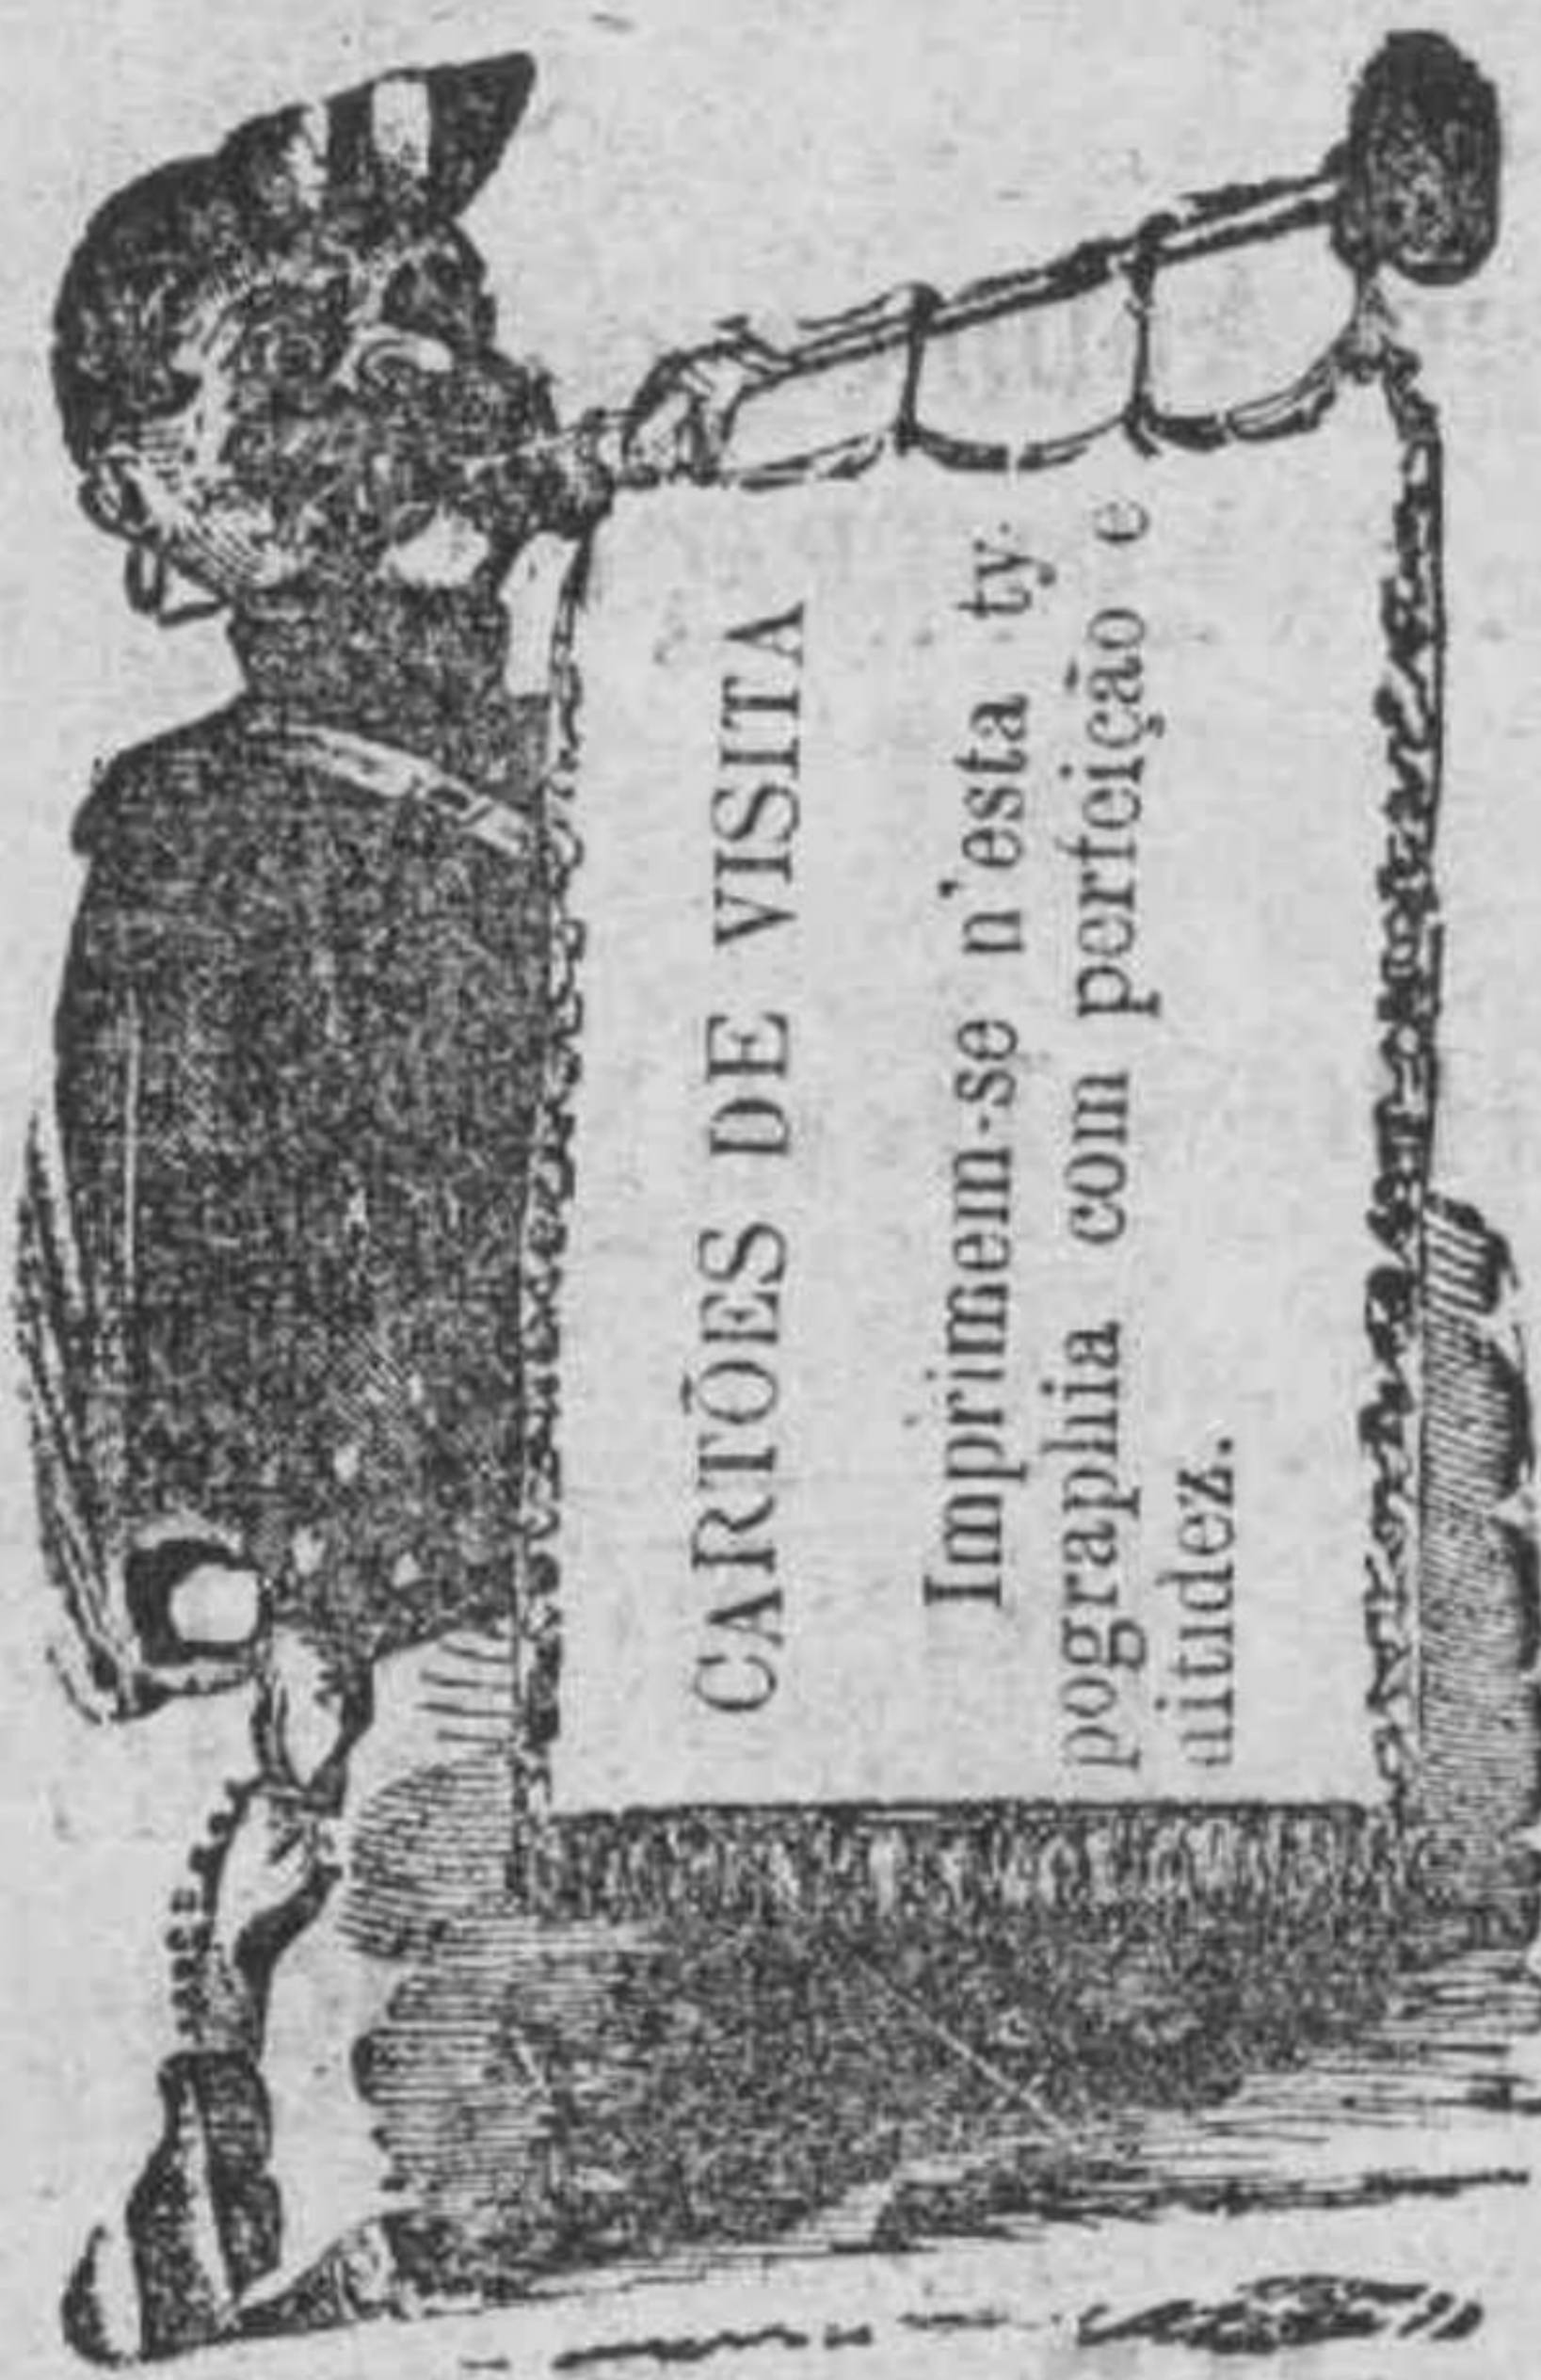 CARTÕES DE VISITA
Imprimem-se n'esta ty-
pographia com perfeição e
nitidez.